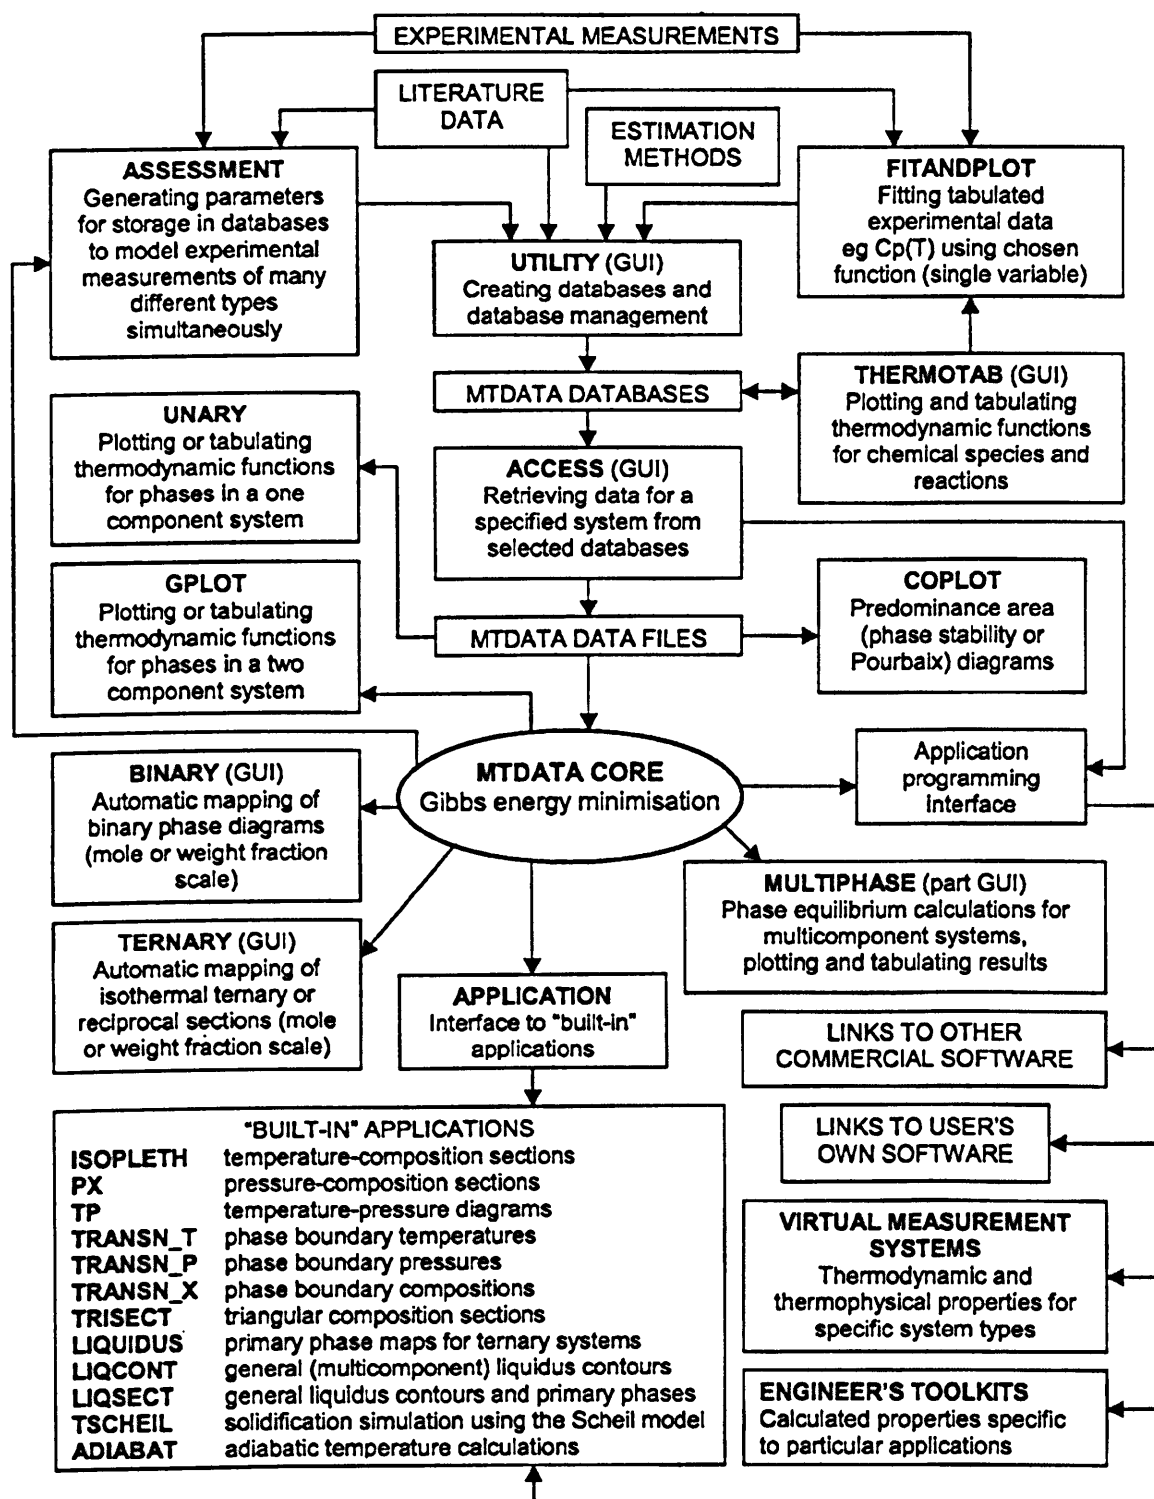 EXPERIMENTAL MEASUREMENTS
LITERATURE
DATA
ESTIMATION
METHODS
ASSESSMENT
Generating parameters
for storage in databases
to model experimental
measurements of many
different types
simultaneously
FITANDPLOT
Fitting tabulated
experimental data
eg Cp(T) using chosen
function (single variable)
UTILITY (GUI)
Creating databases and
database management
MTDATA DATABASES
THERMOTAB (GUI)
Plotting and tabulating
thermodynamic functions
for chemical species and
reactions
UNARY
Plotting or tabulating
thermodynamic functions
for phases in a one
component system
ACCESS (GUI)
Retrieving data for a
specified system from
selected databases
GPLOT
Plotting or tabulating
thermodynamic functions
for phases in a two
component system
MTDATA DATA FILES
COPLOT
Predominance area
(phase stability or
Pourbaix) diagrams
MTDATA CORE
Gibbs energy minimisation
Application
programming
interface
BINARY (GUI)
Automatic mapping of
binary phase diagrams
(mole or weight fraction
scale)
MULTIPHASE (part GUI)
Phase equilibrium calculations for
multicomponent systems,
plotting and tabulating results
TERNARY (GUI)
Automatic mapping of
isothermal ternary or
reciprocal sections (mole
or weight fraction scale)
APPLICATION
Interface to "built-in"
applications
LINKS TO OTHER
COMMERCIAL SOFTWARE
LINKS TO USER'S
OWN SOFTWARE
VIRTUAL MEASUREMENT
SYSTEMS
Thermodynamic and
thermophysical properties for
specific system types
ENGINEER'S TOOLKITS
Calculated properties specific
to particular applications
"BUILT-IN" APPLICATIONS
ISOPLETH temperature-composition sections
PX pressure-composition sections
TP temperature-pressure diagrams
TRANSN_T phase boundary temperatures
TRANSN_P phase boundary pressures
TRANSN_X phase boundary compositions
TRISECT triangular composition sections
LIQUIDUS primary phase maps for ternary systems
LIQCONT general (multicomponent) liquidus contours
LIQSECT general liquidus contours and primary phases
TSCHEIL solidification simulation using the Scheil model
ADIABAT adiabatic temperature calculations